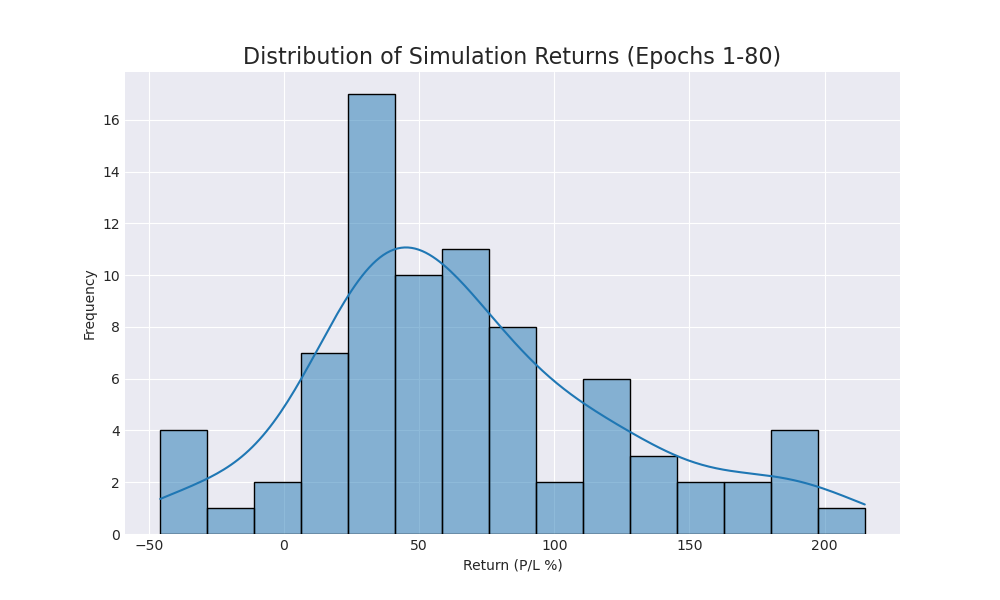 Distribution of Simulation Returns (Epochs 1-80)
Frequency
16
14
12
10
8
6
4
2
0
−50 0 50 100 150 200
Return (P/L %)